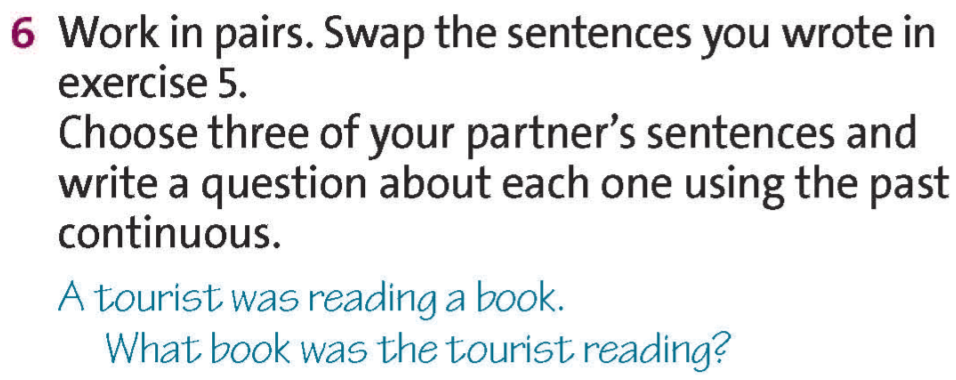 6 Work in pairs. Swap the sentences you wrote in
exercise 5.
Choose three of your partner's sentences and
write a question about each one using the past
continuous.
A tourist was reading a book.
What book was the tourist reading?